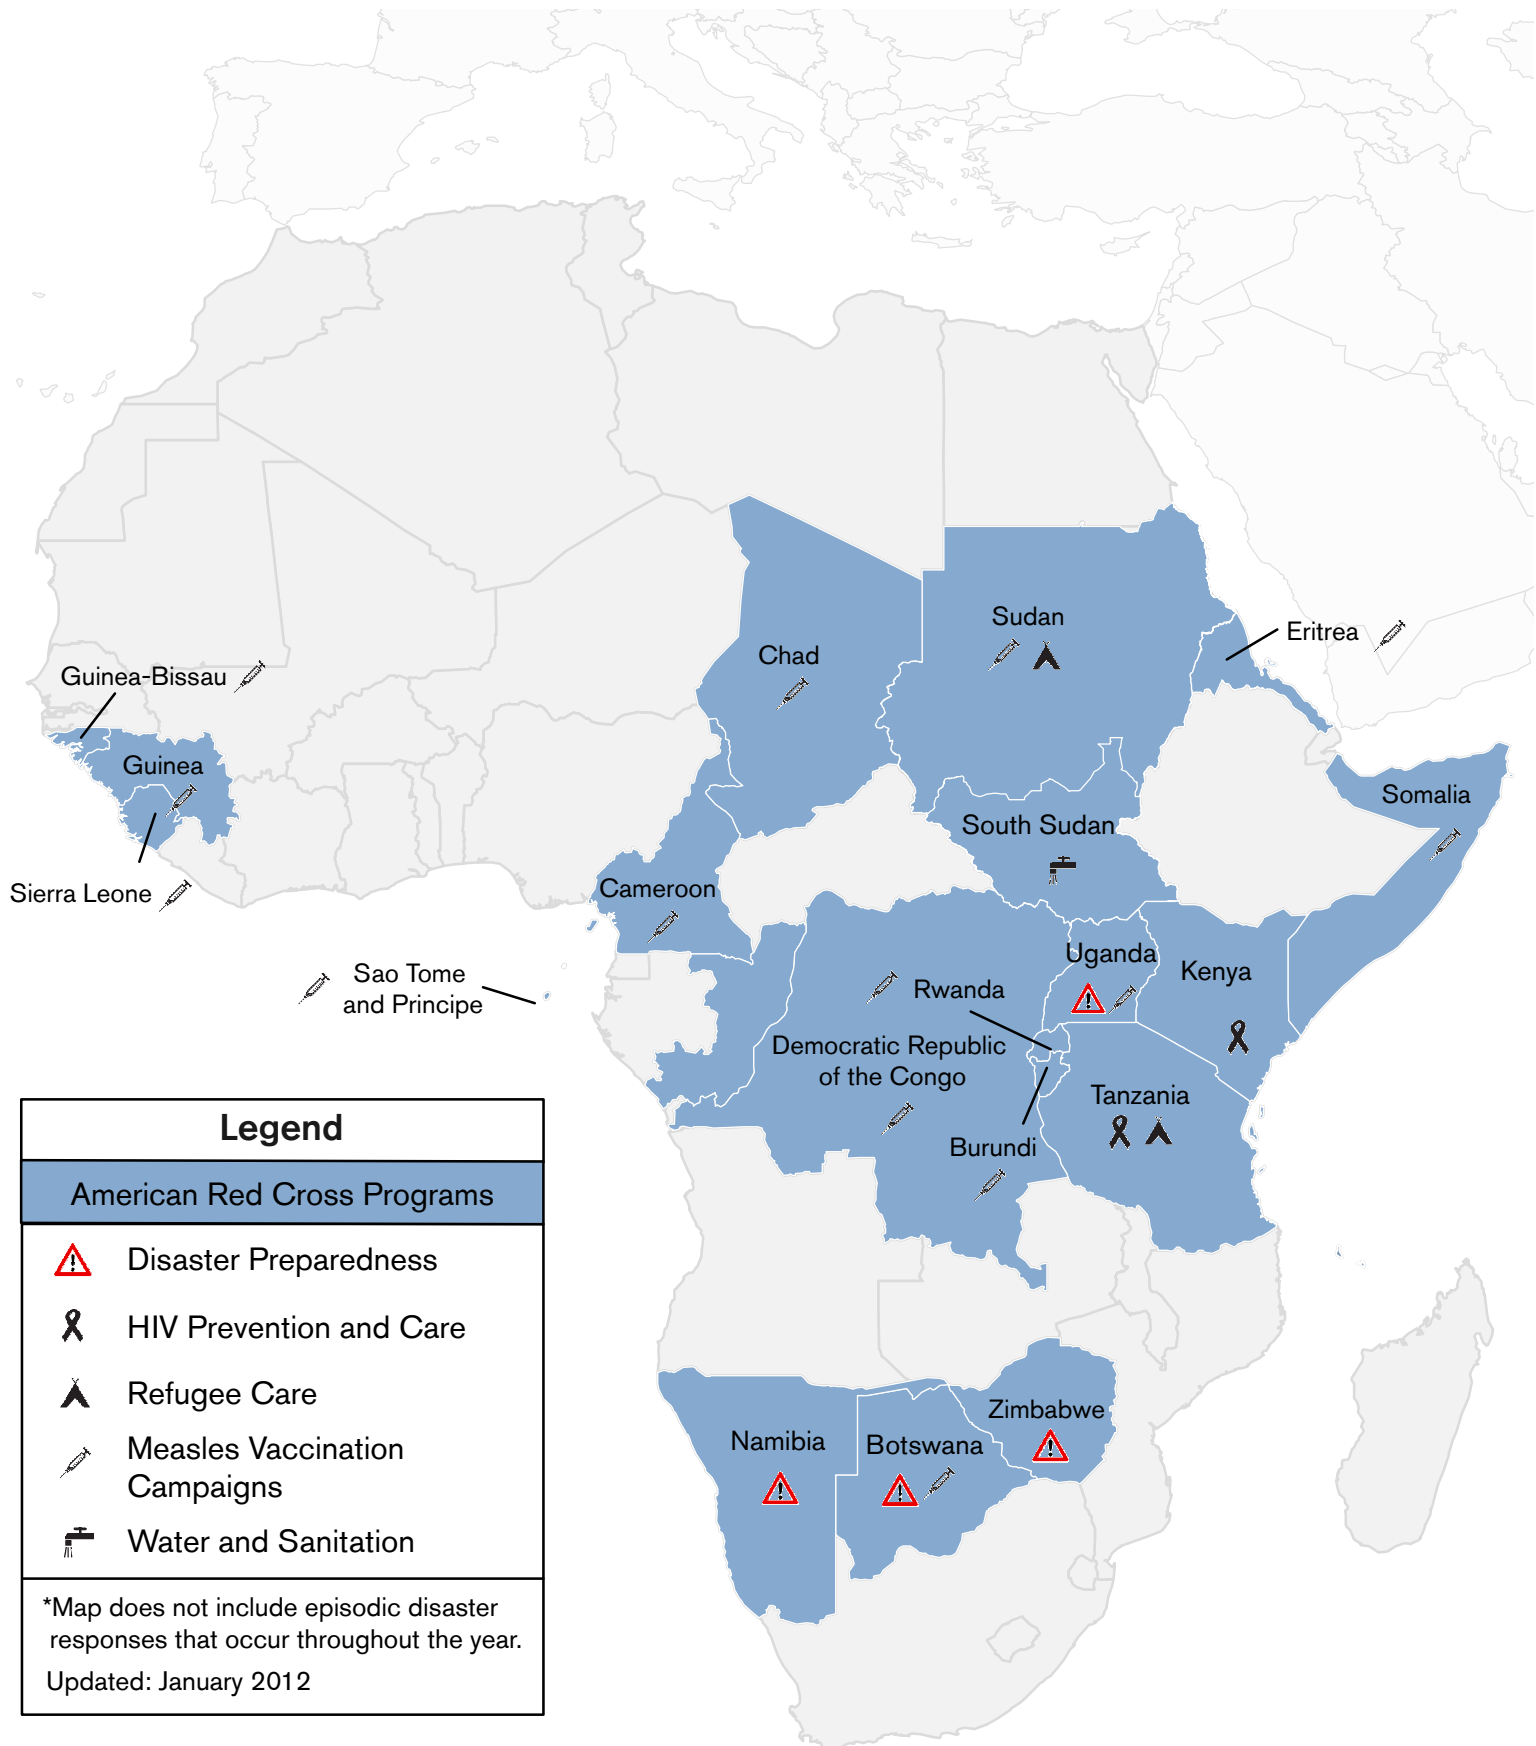 Sudan
Eritrea
Chad
Guinea-Bissau
Guinea
Somalia
South Sudan
Sierra Leone
Cameroon
Uganda
Kenya
Sao Tome
and Principe
Rwanda
Democratic Republic
of the Congo
Tanzania
Burundi
Zimbabwe
Namibia
Botswana
Legend
American Red Cross Programs
Disaster Preparedness
HIV Prevention and Care
Refugee Care
Measles Vaccination
Campaigns
Water and Sanitation
*Map does not include episodic disaster
responses that occur throughout the year.
Updated: January 2012